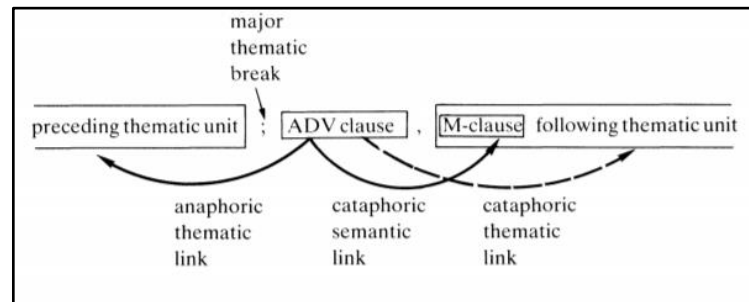 major
thematic
break
preceding thematic unit ; ADV clause , M-clause following thematic unit
anaphoric
thematic
link
cataphoric
semantic
link
cataphoric
thematic
link